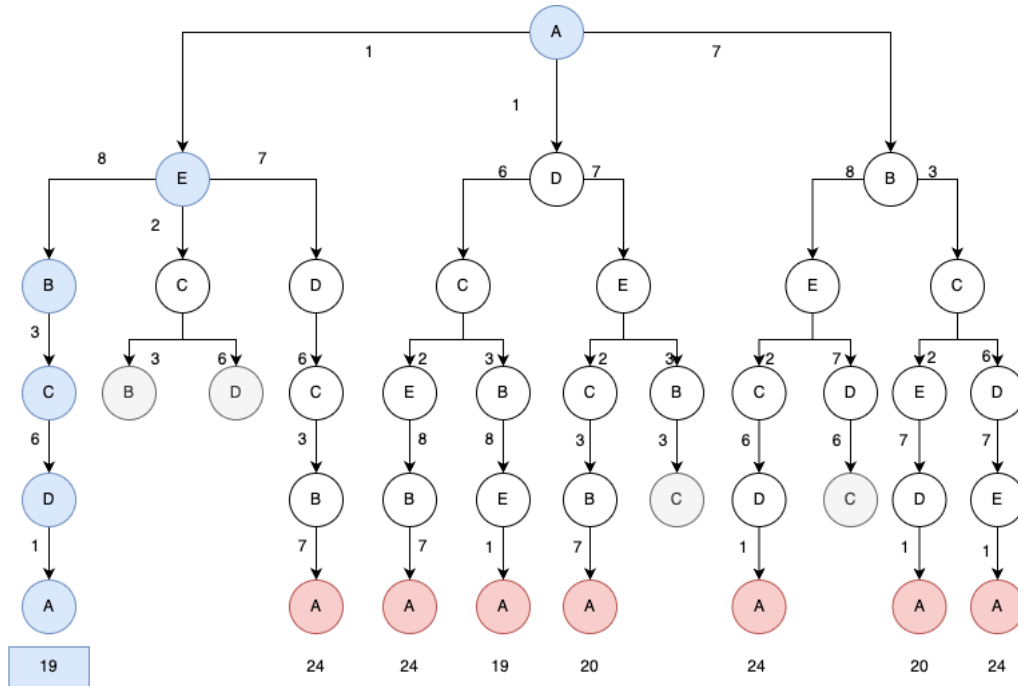 A
1 7
1
8 7 6 7 8 3
E D B
2
B C D C E E C
3 3 6 6 2 3 2 3 2 7 2 6
C B D C E B C B C D E D
6 3 8 8 3 3 6 6 7 7
D B B E B C D C D E
1 7 7 1 7 1 1 1
A A A A A A A A
19 24 24 19 20 24 20 24